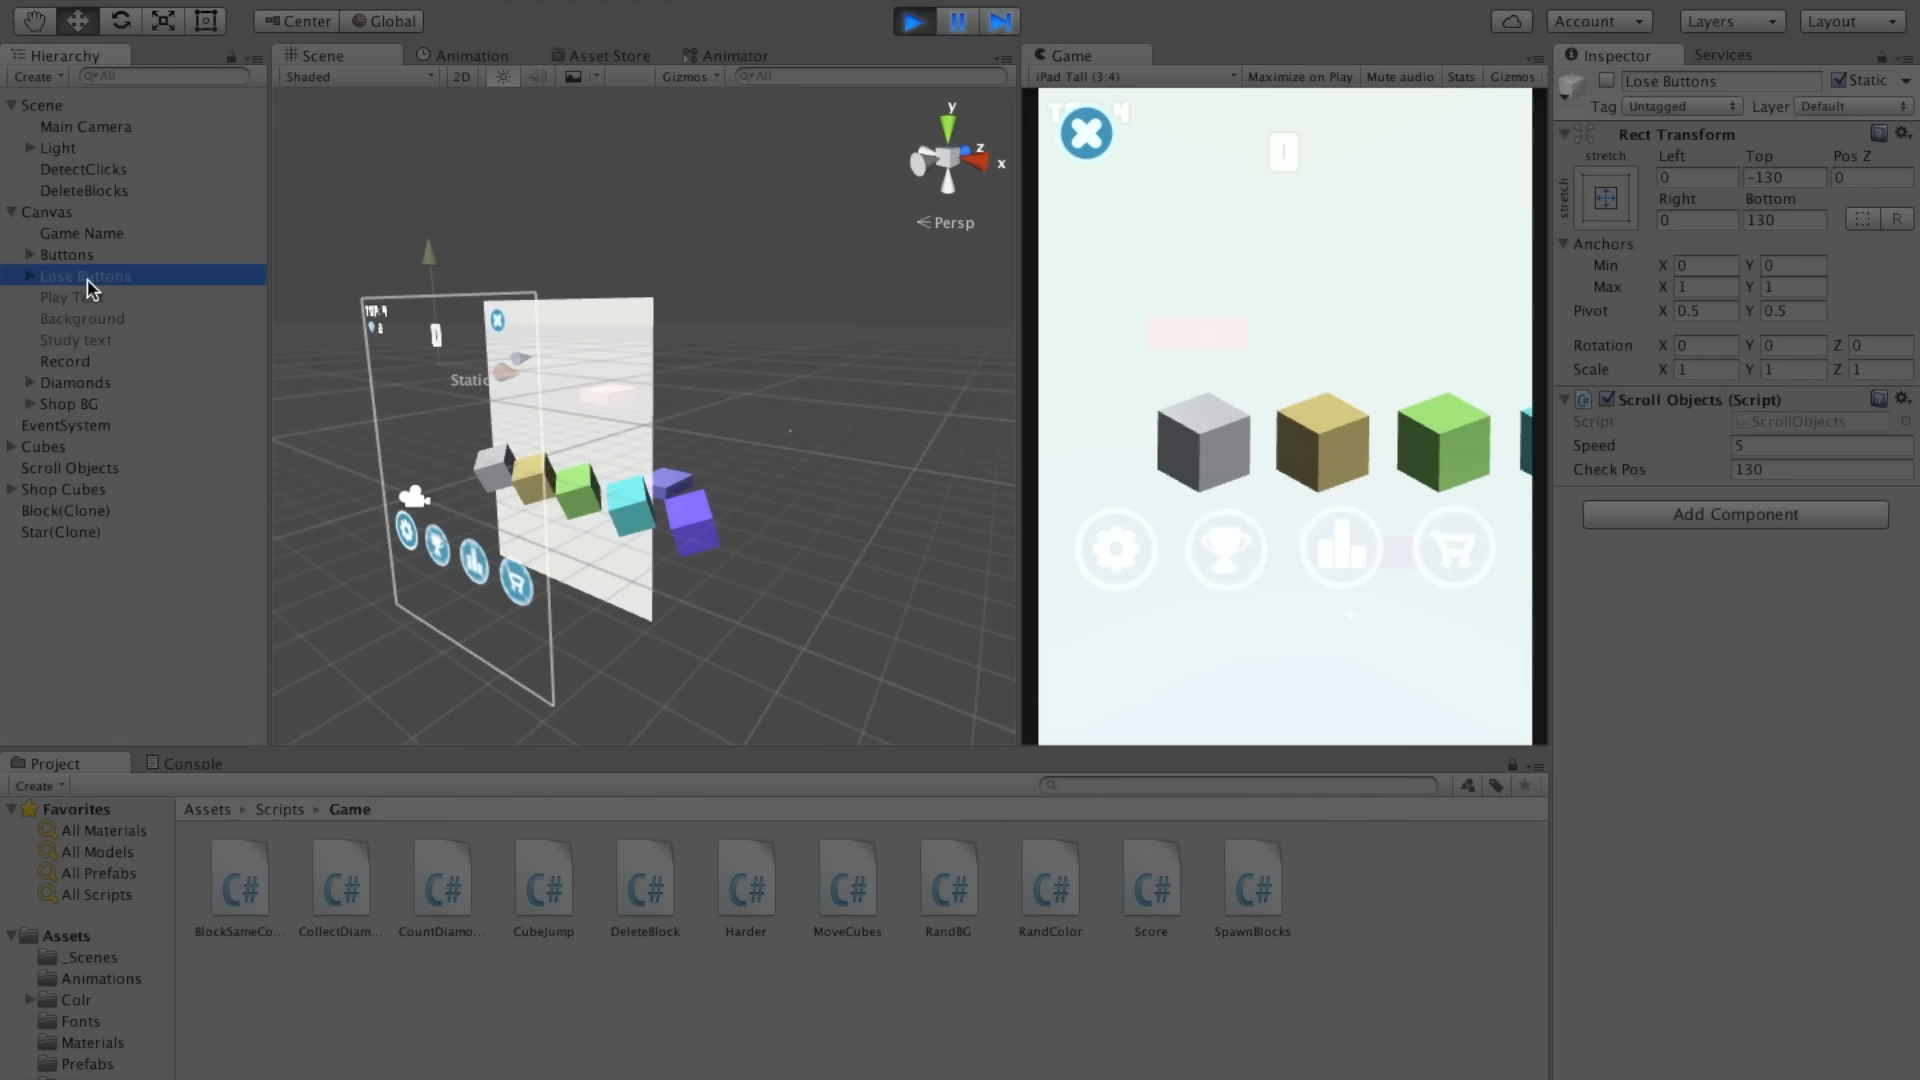 Center Global
Account Layers Layout
Hierarchy
Create All
Scene
Main Camera
Light
DetectClicks
DeleteBlocks
Canvas
Game Name
Buttons
Lose Buttons
Background
Study text
Record
Diamonds
Shop BG
EventSystem
Cubes
Scroll Objects
Shop Cubes
Block(Clone)
Star(Clone)
Scene Animation Asset Store Animator
Shaded 2D Gizmos All
y
z
x
Persp
Static
Game
iPad Tall (3:4) Maximize on Play Mute audio Stats Gizmos
Inspector Services
Lose Buttons Static
Tag Untagged Layer Default
Rect Transform
stretch Left Top Pos Z
stretch
0 -130 0
Right Bottom
0 130 R
Anchors
Min X 0 Y 0
Max X 1 Y 1
Pivot X 0.5 Y 0.5
Rotation X 0 Y 0 Z 0
Scale X 1 Y 1 Z 1
Scroll Objects (Script)
Script ScrollObjects
Speed 5
Check Pos 130
Add Component
Project Console
Create
Favorites
All Materials
All Models
All Prefabs
All Scripts
Assets
_Scenes
Animations
Colr
Fonts
Materials
Prefabs
Assets Scripts Game
C# C# C# C# C# C# C# C# C# C# C#
BlockSameCo... CollectDiam... CountDiamo... CubeJump DeleteBlock Harder MoveCubes RandBG RandColor Score SpawnBlocks